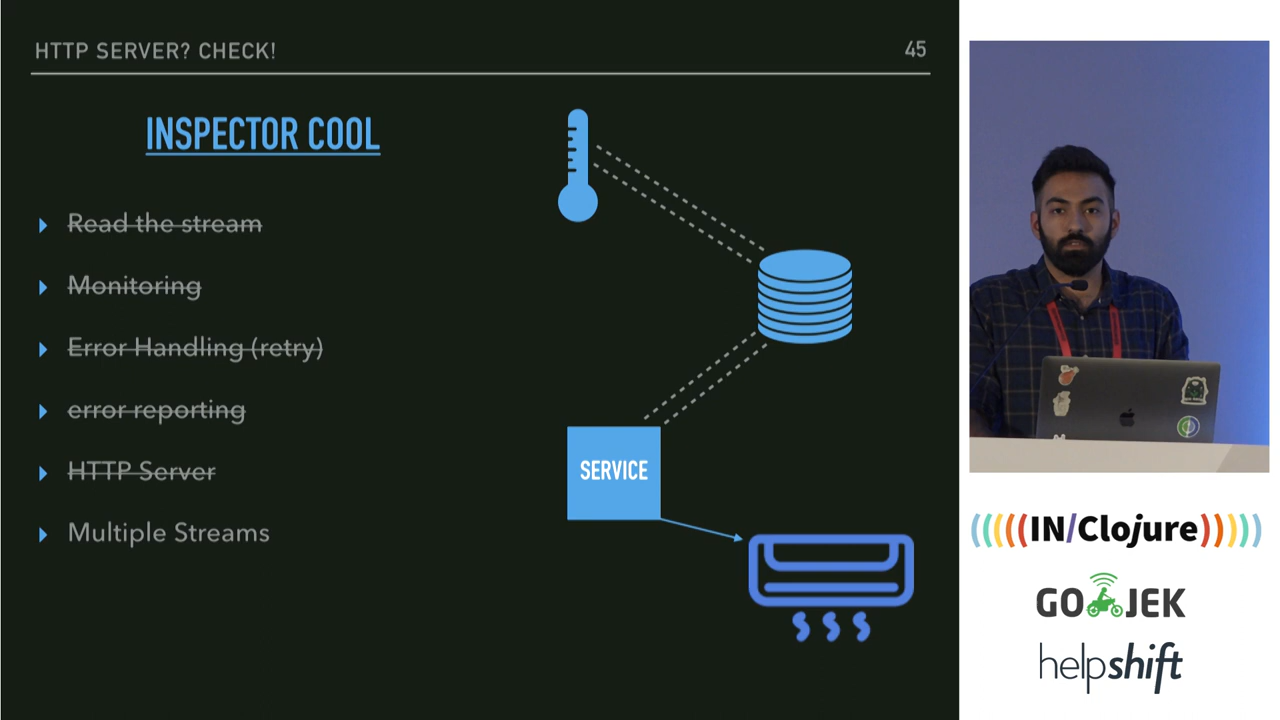 HTTP SERVER? CHECK!
45
INSPECTOR COOL
Read the stream
Monitoring
Error Handling (retry)
error reporting
HTTP Server
Multiple Streams
SERVICE
(((((IN/Clojure)))))
GOJEK
helpshift